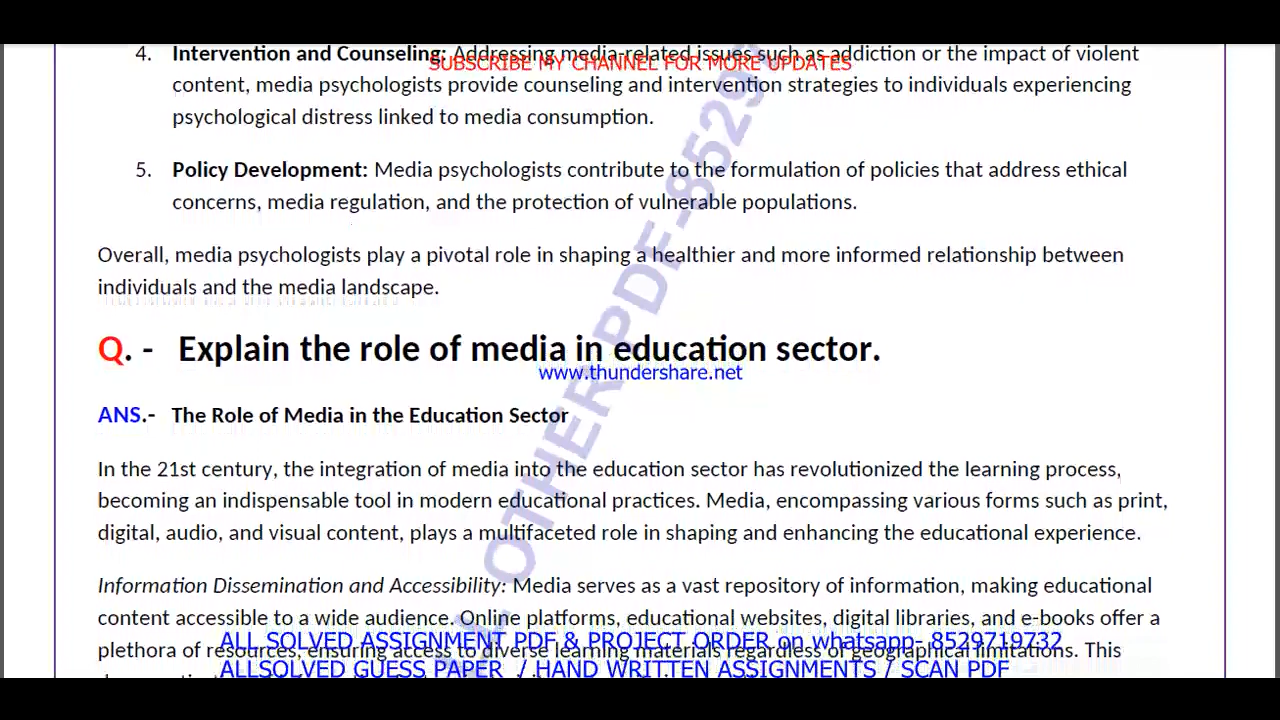 4. Intervention and Counseling: Addressing media-related issues such as addiction or the impact of violent
SUBSCRIBE MY CHANNEL FOR MORE UPDATES
content, media psychologists provide counseling and intervention strategies to individuals experiencing
psychological distress linked to media consumption.
5. Policy Development: Media psychologists contribute to the formulation of policies that address ethical
concerns, media regulation, and the protection of vulnerable populations.
Overall, media psychologists play a pivotal role in shaping a healthier and more informed relationship between
individuals and the media landscape.
Q. - Explain the role of media in education sector.
www.thundershare.net
ANS.- The Role of Media in the Education Sector
In the 21st century, the integration of media into the education sector has revolutionized the learning process,
becoming an indispensable tool in modern educational practices. Media, encompassing various forms such as print,
digital, audio, and visual content, plays a multifaceted role in shaping and enhancing the educational experience.
Information Dissemination and Accessibility: Media serves as a vast repository of information, making educational
content accessible to a wide audience. Online platforms, educational websites, digital libraries, and e-books offer a
ALL SOLVED ASSIGNMENT PDF & PROJECT ORDER on whatsapp- 8529719732
plethora of resources, ensuring access to diverse learning materials regardless of geographical limitations. This
ALLSOLVED GUESS PAPER / HAND WRITTEN ASSIGNMENTS / SCAN PDF
OTHER PDF-8529